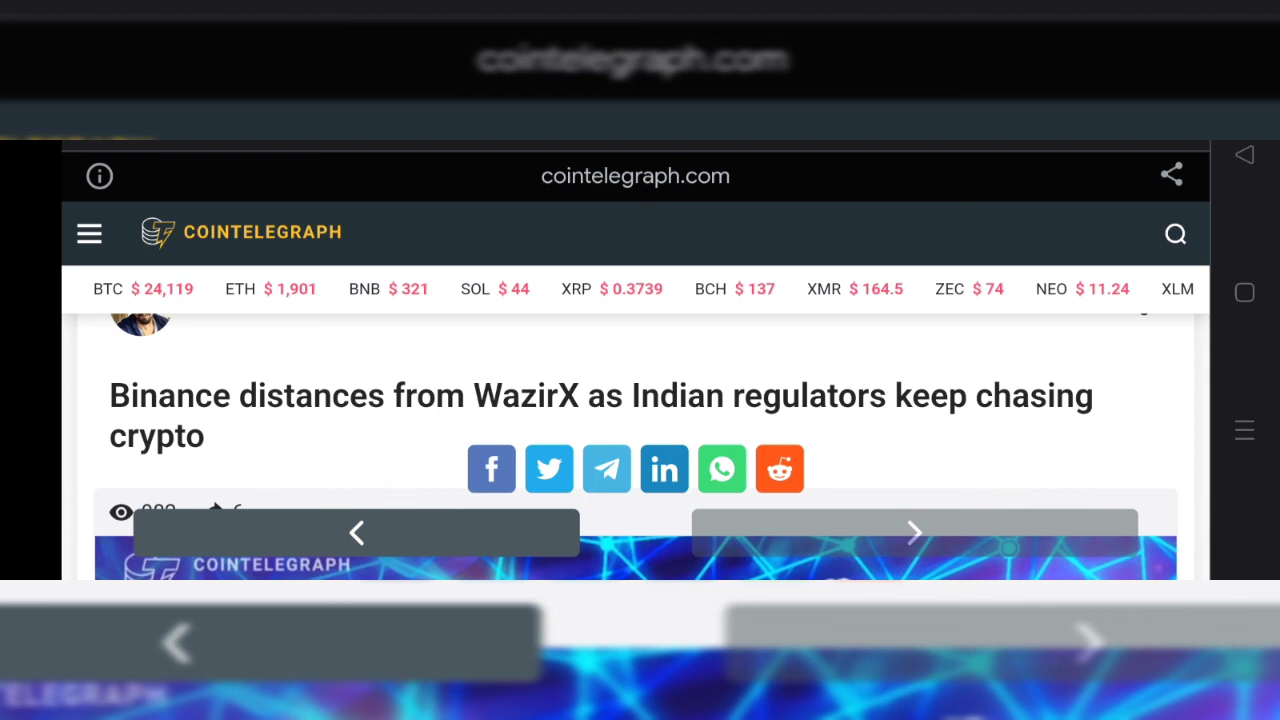 cointelegraph.com
cointelegraph.com
COINTELEGRAPH
BTC $ 24,119 ETH $ 1,901 BNB $ 321 SOL $ 44 XRP $ 0.3739 BCH $ 137 XMR $ 164.5 ZEC $ 74 NEO $ 11.24 XLM
Binance distances from WazirX as Indian regulators keep chasing
crypto
COINTELEGRAPH